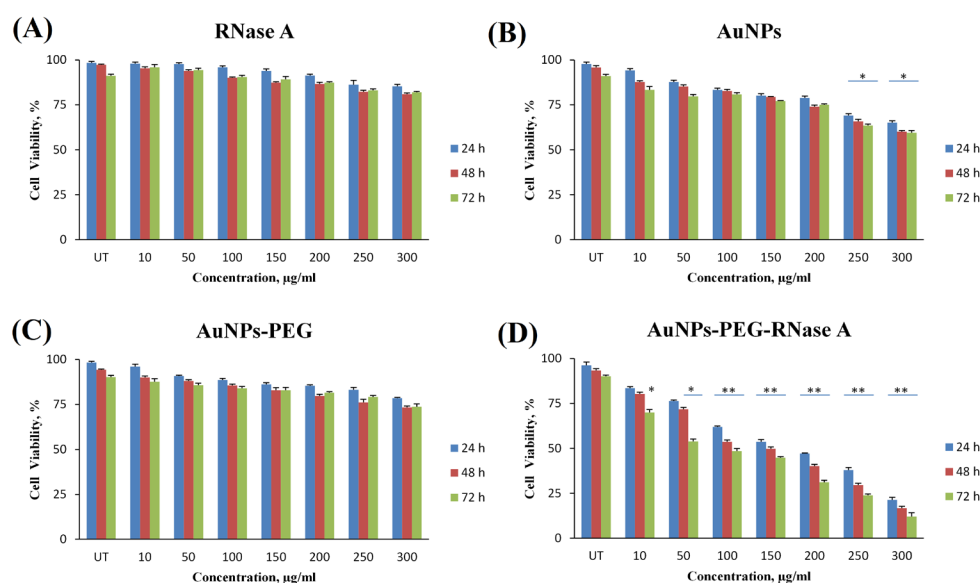 (A)
RNase A
Cell Viability, %
100
75
50
25
0
UT 10 50 100 150 200 250 300
Concentration, µg/ml
24 h
48 h
72 h
(B)
AuNPs
Cell Viability, %
100
75
50
25
0
* *
UT 10 50 100 150 200 250 300
Concentration, µg/ml
24 h
48 h
72 h
(C)
AuNPs-PEG
Cell Viability, %
100
75
50
25
0
UT 10 50 100 150 200 250 300
Concentration, µg/ml
24 h
48 h
72 h
(D)
AuNPs-PEG-RNase A
Cell Viability, %
100
75
50
25
0
* * ** ** ** ** **
UT 10 50 100 150 200 250 300
Concentration, µg/ml
24 h
48 h
72 h